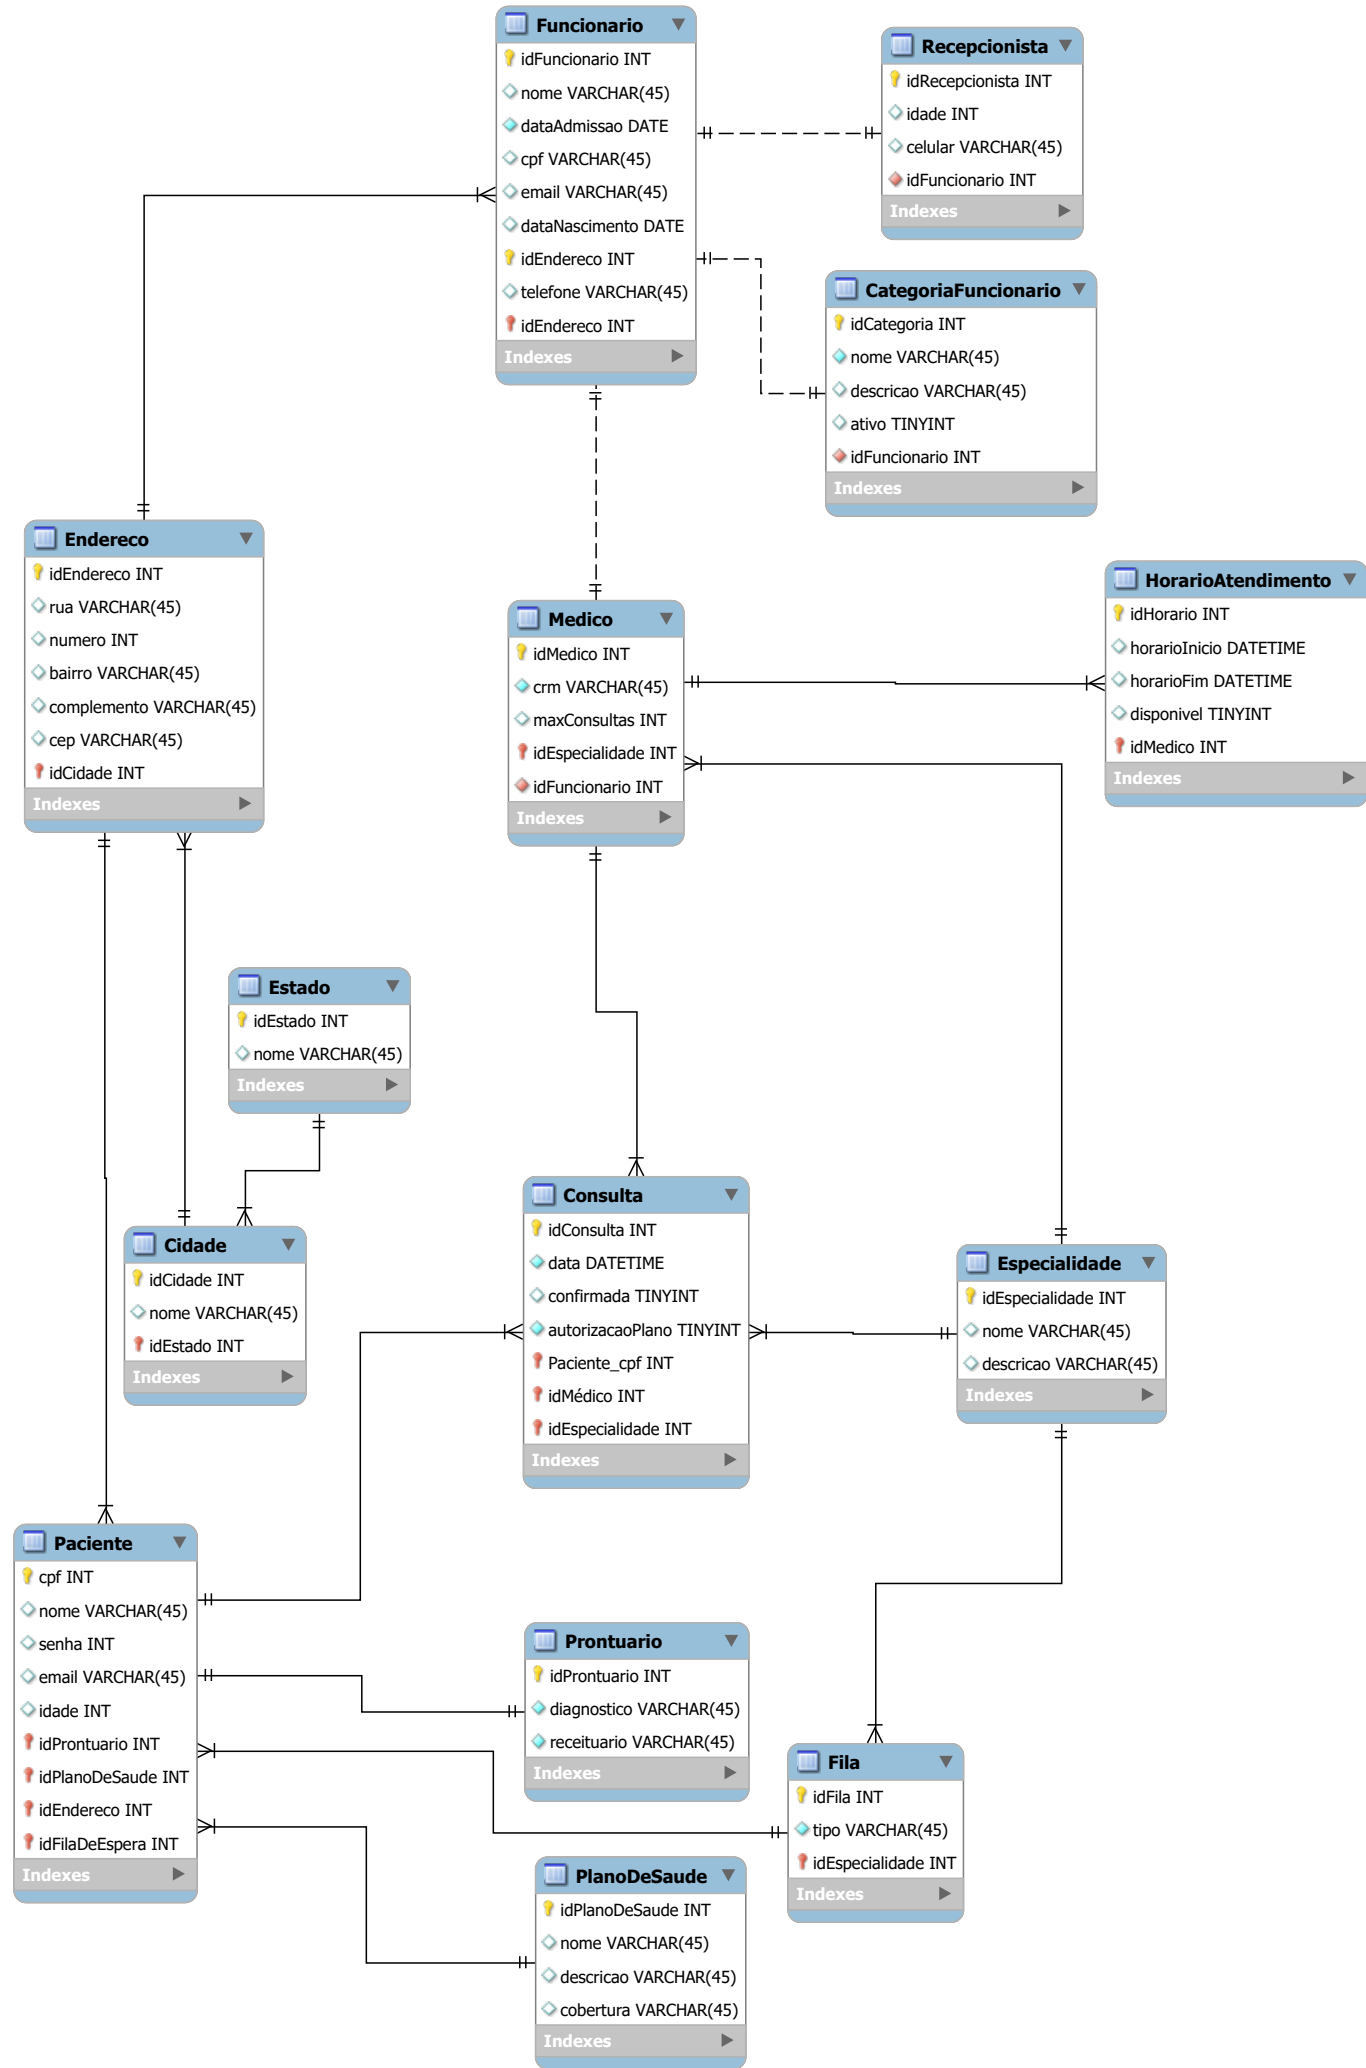 Funcionario
idFuncionario INT
nome VARCHAR(45)
dataAdmissao DATE
cpf VARCHAR(45)
email VARCHAR(45)
dataNascimento DATE
idEndereco INT
telefone VARCHAR(45)
idEndereco INT
Indexes
Recepcionista
idRecepcionista INT
idade INT
celular VARCHAR(45)
idFuncionario INT
Indexes
CategoriaFuncionario
idCategoria INT
nome VARCHAR(45)
descricao VARCHAR(45)
ativo TINYINT
idFuncionario INT
Indexes
Endereco
idEndereco INT
rua VARCHAR(45)
numero INT
bairro VARCHAR(45)
complemento VARCHAR(45)
cep VARCHAR(45)
idCidade INT
Indexes
Medico
idMedico INT
crm VARCHAR(45)
maxConsultas INT
idEspecialidade INT
idFuncionario INT
Indexes
HorarioAtendimento
idHorario INT
horarioInicio DATETIME
horarioFim DATETIME
disponivel TINYINT
idMedico INT
Indexes
Estado
idEstado INT
nome VARCHAR(45)
Indexes
Cidade
idCidade INT
nome VARCHAR(45)
idEstado INT
Indexes
Consulta
idConsulta INT
data DATETIME
confirmada TINYINT
autorizacaoPlano TINYINT
Paciente_cpf INT
idMédico INT
idEspecialidade INT
Indexes
Especialidade
idEspecialidade INT
nome VARCHAR(45)
descricao VARCHAR(45)
Indexes
Paciente
cpf INT
nome VARCHAR(45)
senha INT
email VARCHAR(45)
idade INT
idProntuario INT
idPlanoDeSaude INT
idEndereco INT
idFilaDeEspera INT
Indexes
Prontuario
idProntuario INT
diagnostico VARCHAR(45)
receituario VARCHAR(45)
Indexes
Fila
idFila INT
tipo VARCHAR(45)
idEspecialidade INT
Indexes
PlanoDeSaude
idPlanoDeSaude INT
nome VARCHAR(45)
descricao VARCHAR(45)
cobertura VARCHAR(45)
Indexes